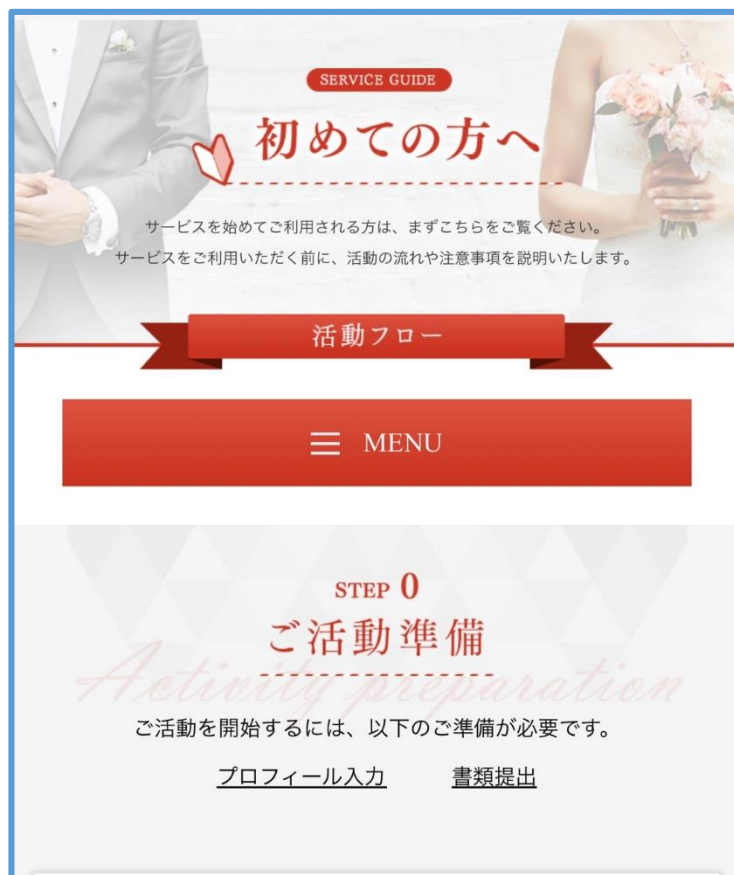 SERVICE GUIDE
初めての方へ
サービスを始めてご利用される方は、まずこちらをご覧ください。
サービスをご利用いただく前に、活動の流れや注意事項を説明いたします。
活動フロー
MENU
STEP 0
ご活動準備
Activity preparation
ご活動を開始するには、以下のご準備が必要です。
プロフィール入力 書類提出